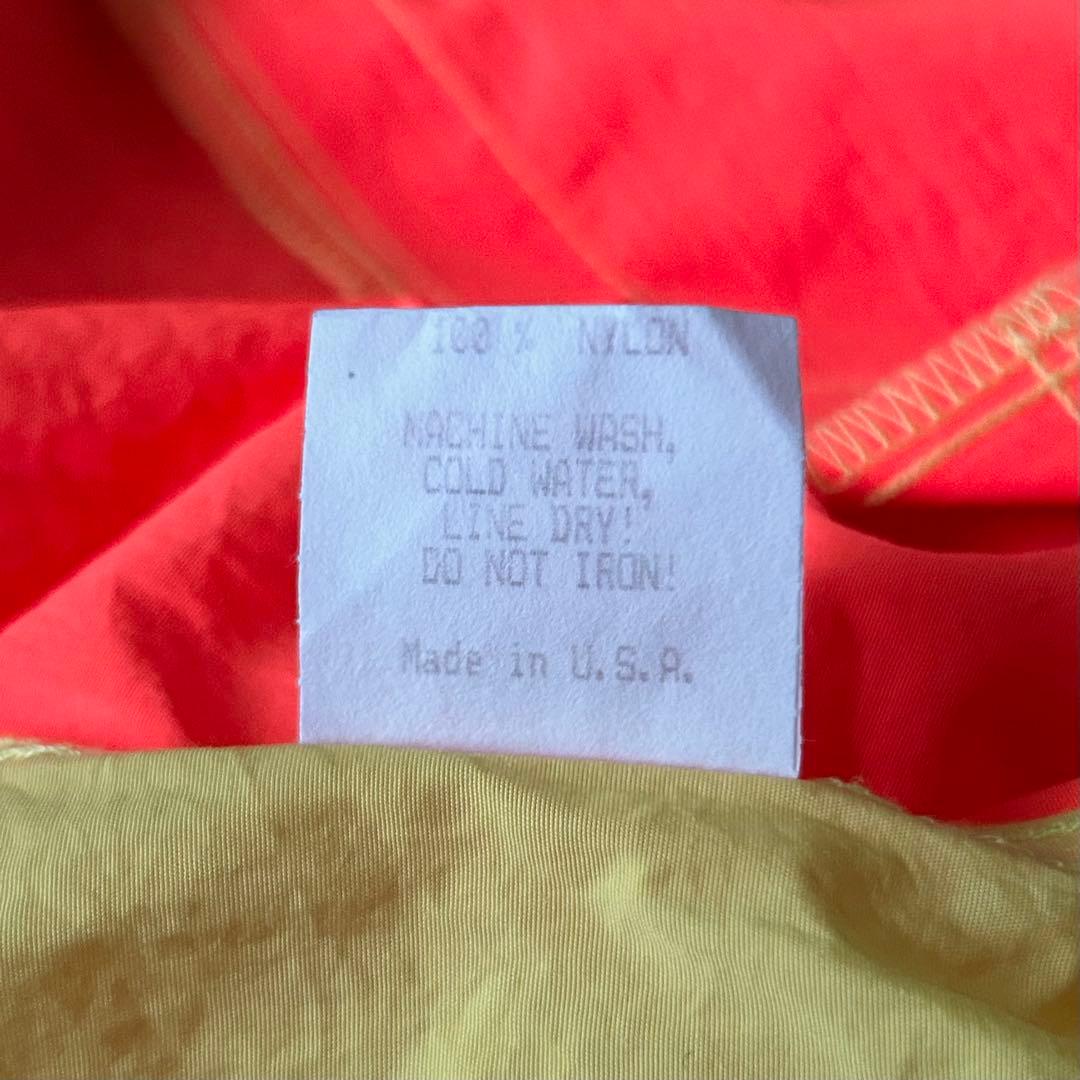 100 % NYLON
MACHINE WASH,
COLD WATER,
LINE DRY!
DO NOT IRON!
Made in U.S.A.